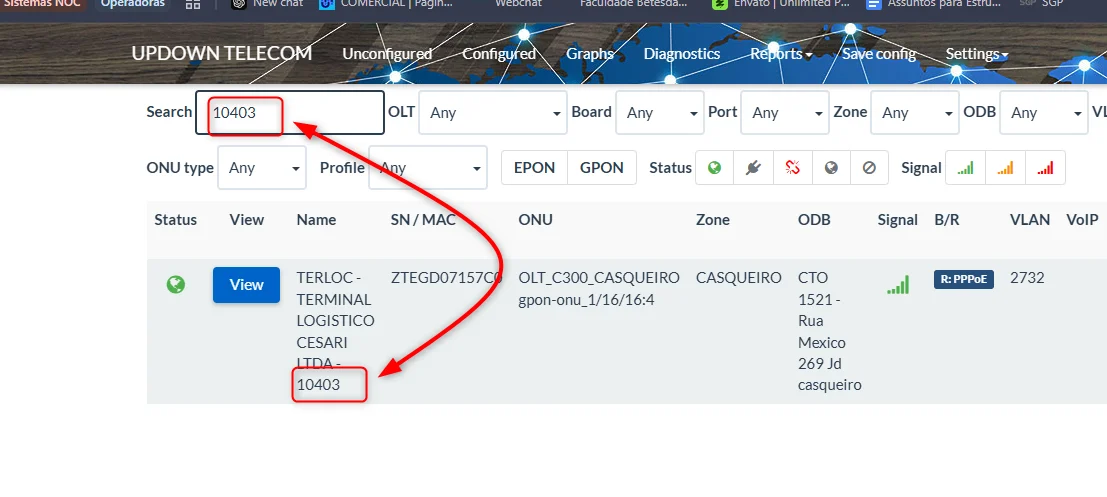 Sistemas NOC Operadoras New chat COMERCIAL | Págin... Webchat Faculdade Betesda... Envato | Unlimited P... Assuntos para Estru... SGP SGP
UPDOWN TELECOM Unconfigured Configured Graphs Diagnostics Reports Save config Settings
Search 10403 OLT Any Board Any Port Any Zone Any ODB Any VL
ONU type Any Profile Any EPON GPON Status Signal
Status View Name SN / MAC ONU Zone ODB Signal B/R VLAN VoIP
View TERLOC - ZTEGD07157C0 OLT_C300_CASQUEIRO CASQUEIRO CTO R: PPPoE 2732
TERMINAL gpon-onu_1/16/16:4 1521 -
LOGISTICO Rua
CESARI Mexico
LTDA - 269 Jd
10403 casqueiro